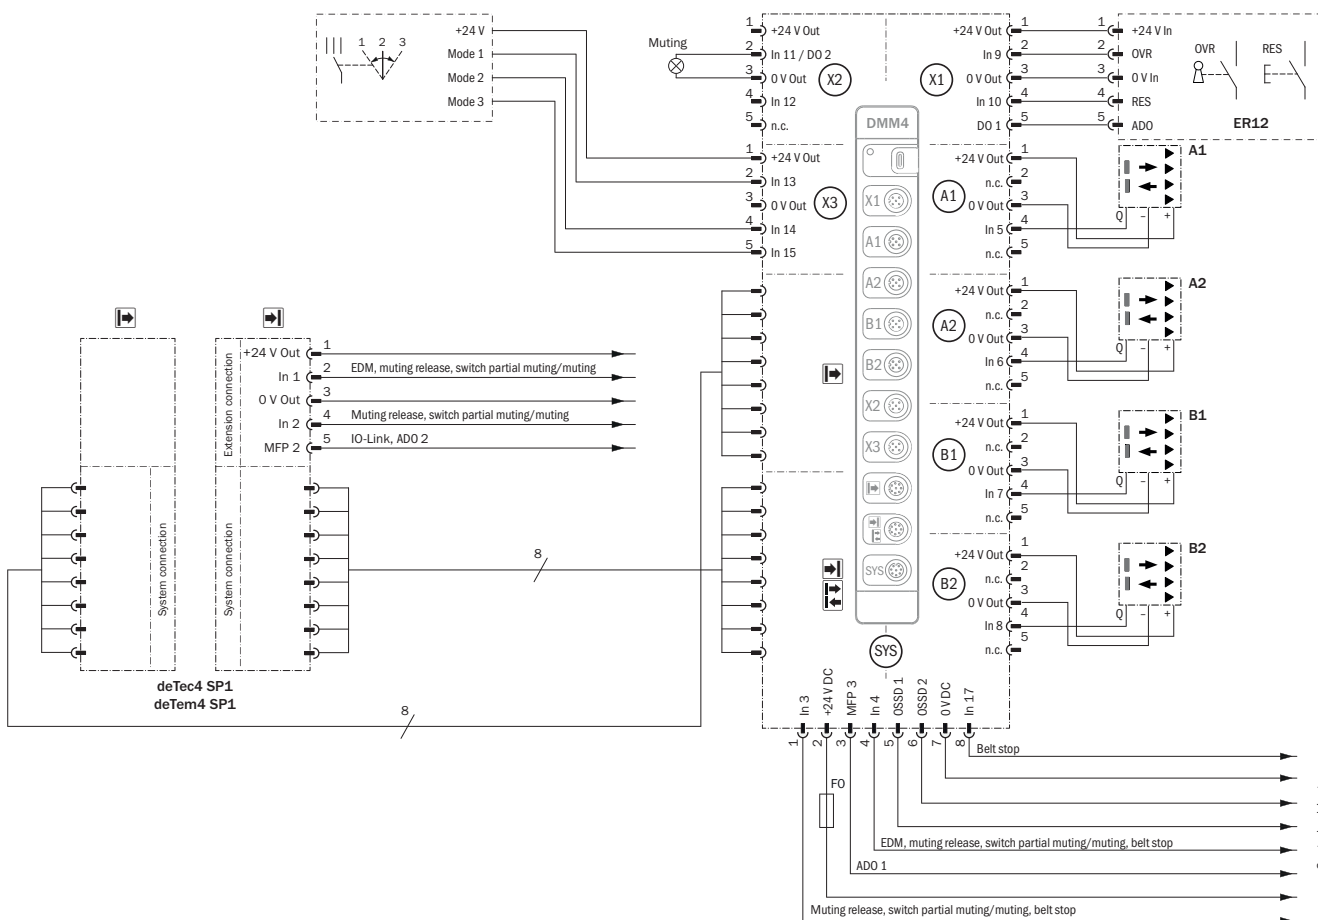 +24 V
Mode 1
Mode 2
Mode 3
1 2 3
Muting
1 +24 V Out
2 In 11 / DO 2
3 0 V Out
4 In 12
5 n.c.
X2
1 +24 V Out
2 In 13
3 0 V Out
4 In 14
5 In 15
X3
DMM4
X1
A1
A2
B1
B2
X2
X3
SYS
SYS
X1
+24 V Out 1
In 9 2
0 V Out 3
In 10 4
DO 1 5
1 +24 V In
2 OVR
3 0 V In
4 RES
5 ADO
OVR
RES
ER12
A1
+24 V Out 1
n.c. 2
0 V Out 3
In 5 4
n.c. 5
A1
Q – +
A2
+24 V Out 1
n.c. 2
0 V Out 3
In 6 4
n.c. 5
A2
Q – +
B1
+24 V Out 1
n.c. 2
0 V Out 3
In 7 4
n.c. 5
B1
Q – +
B2
+24 V Out 1
n.c. 2
0 V Out 3
In 8 4
n.c. 5
B2
Q – +
Extension connection
+24 V Out 1
In 1 2 EDM, muting release, switch partial muting/muting
0 V Out 3
In 2 4 Muting release, switch partial muting/muting
MFP 2 5 IO-Link, ADO 2
System connection
System connection
8
8
deTec4 SP1
deTem4 SP1
In 3
+24 V DC
MFP 3
In 4
OSSD 1
OSSD 2
0 V DC
In 17
1 2 3 4 5 6 7 8
Belt stop
F0
EDM, muting release, switch partial muting/muting, belt stop
ADO 1
Muting release, switch partial muting/muting, belt stop